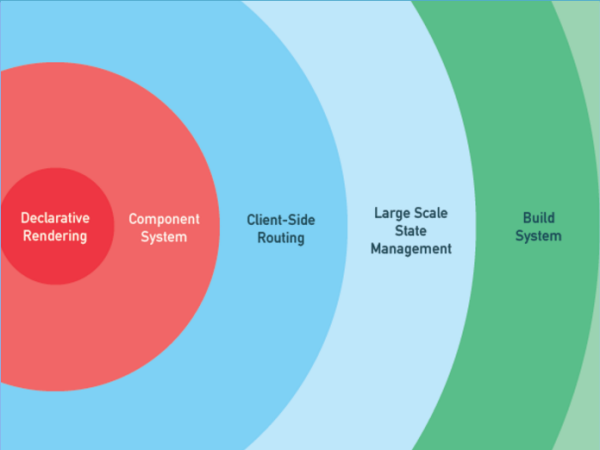 Declarative
Rendering
Component
System
Client-Side
Routing
Large Scale
State
Management
Build
System